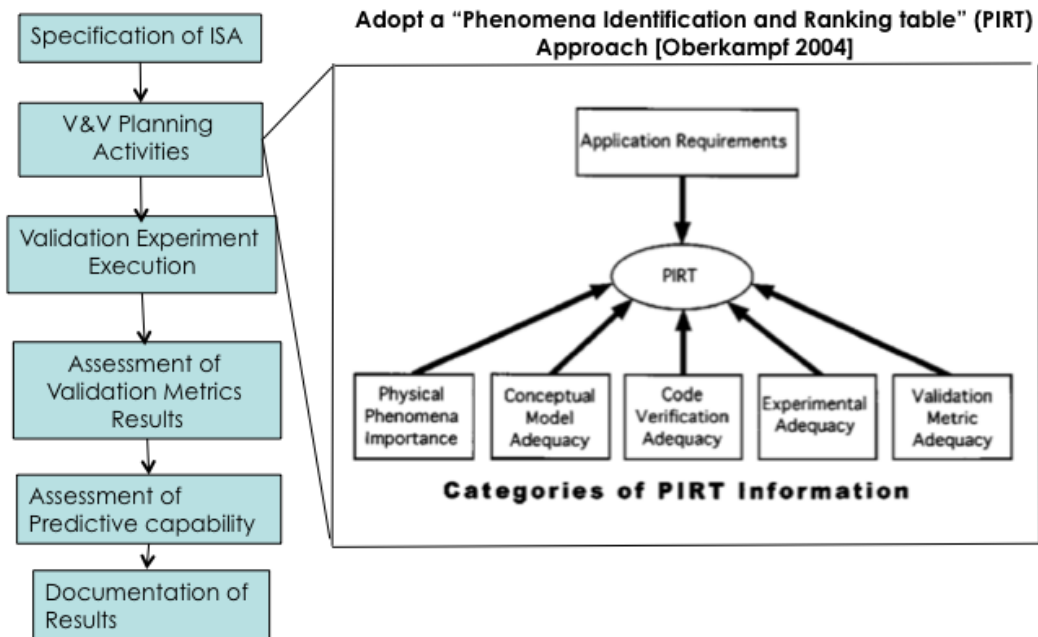 Adopt a “Phenomena Identification and Ranking table” (PIRT)
Approach [Oberkampf 2004]
Specification of ISA
V&V Planning
Activities
Validation Experiment
Execution
Assessment of
Validation Metrics
Results
Assessment of
Predictive capability
Documentation of
Results
Application Requirements
PIRT
Physical
Phenomena
Importance
Conceptual
Model
Adequacy
Code
Verification
Adequacy
Experimental
Adequacy
Validation
Metric
Adequacy
Categories of PIRT Information